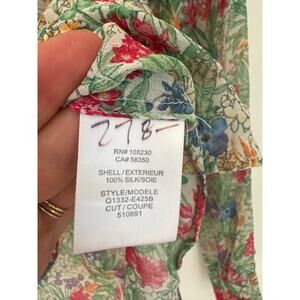 278-
RN# 105230
CA# 56350
SHELL / EXTERIEUR
100% SILK/SOIE
STYLE/MODELE
Q1332-E425B
CUT / COUPE
510691